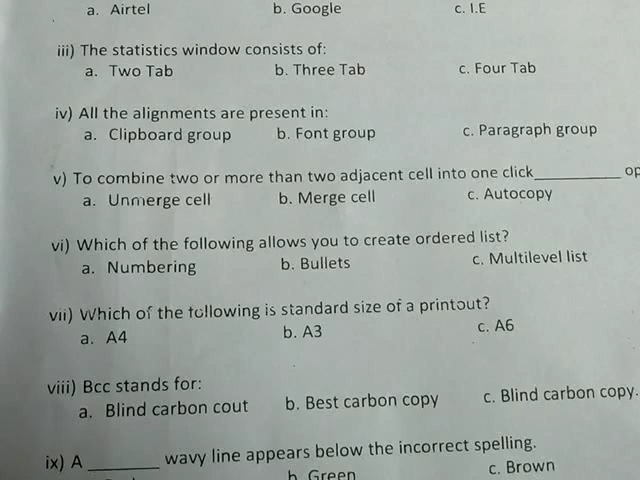 a. Airtel b. Google c. I.E
iii) The statistics window consists of:
a. Two Tab b. Three Tab c. Four Tab
iv) All the alignments are present in:
a. Clipboard group b. Font group c. Paragraph group
v) To combine two or more than two adjacent cell into one click_________ op
a. Unmerge cell b. Merge cell c. Autocopy
vi) Which of the following allows you to create ordered list?
a. Numbering b. Bullets c. Multilevel list
vii) Which of the following is standard size of a printout?
a. A4 b. A3 c. A6
viii) Bcc stands for:
a. Blind carbon cout b. Best carbon copy c. Blind carbon copy.
ix) A ________ wavy line appears below the incorrect spelling.
b. Green c. Brown